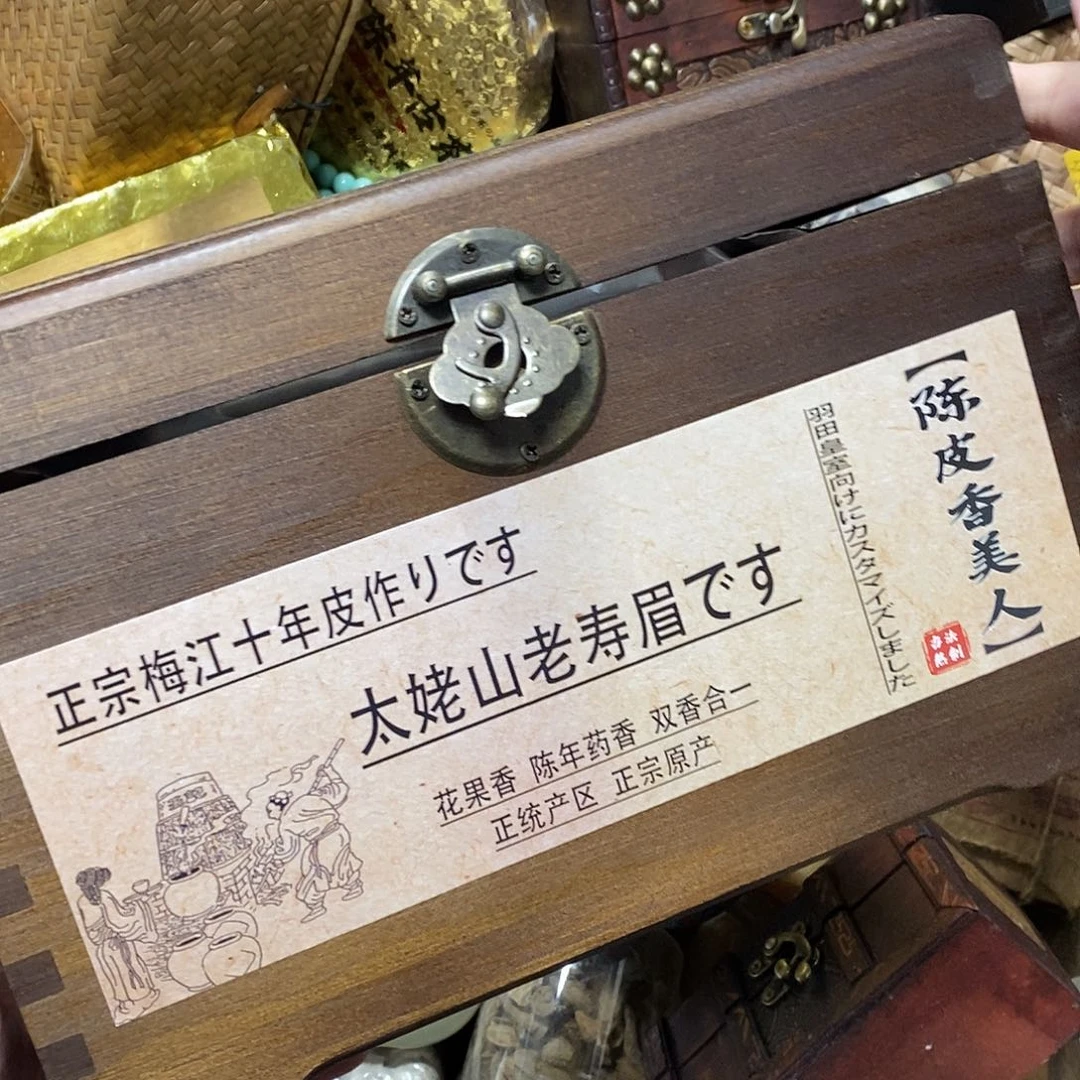 【陈皮香美人】
羽田皇室向けにカスタマイズしました
正宗梅江十年皮作りです
太姥山老寿眉です
花果香 陈年药香 双香合一
正统产区 正宗原产